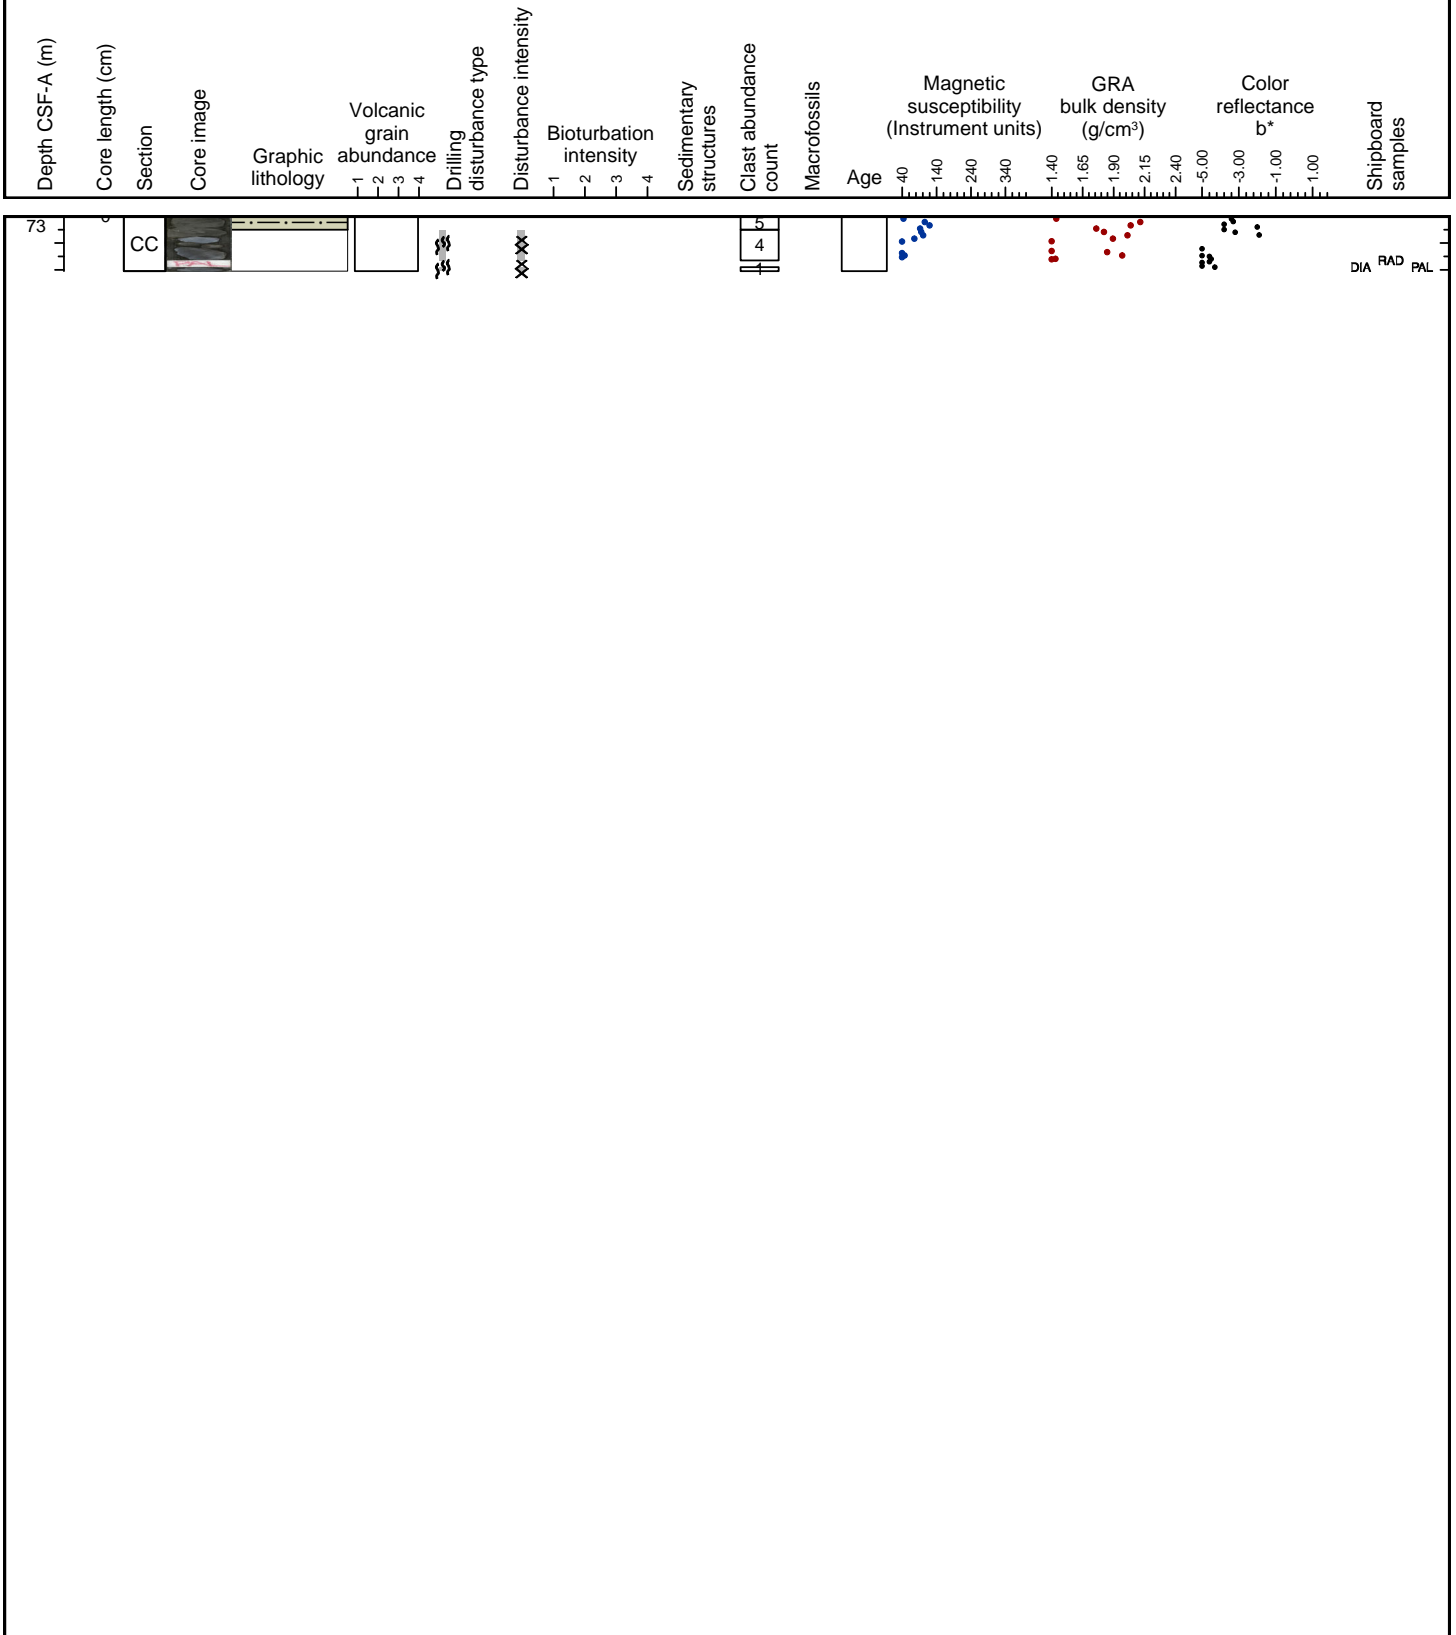 Depth CSF-A (m)
Core length (cm)
Section
Core image
Graphic
lithology
Volcanic
grain
abundance
1 2 3 4
Drilling
disturbance type
Disturbance intensity
Bioturbation
intensity
1 2 3 4
Sedimentary
structures
Clast abundance
count
Macrofossils
Age
Magnetic
susceptibility
(Instrument units)
40 140 240 340
GRA
bulk density
(g/cm³)
1.40 1.65 1.90 2.15 2.40
Color
reflectance
b*
-5.00 -3.00 -1.00 1.00
Shipboard
samples
73
CC
PAL
5
4
1
DIA RAD PAL